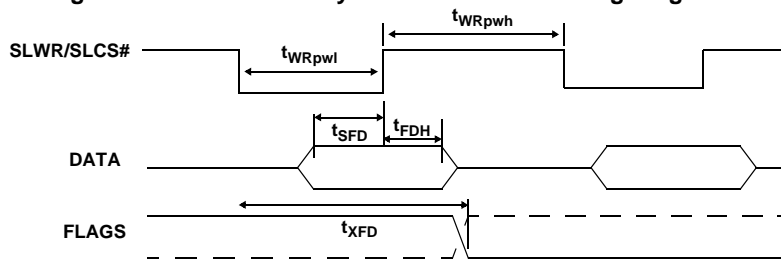 t_WRpwh
SLWR/SLCS#
t_WRpwl
t_SFD
t_FDH
DATA
FLAGS
t_XFD